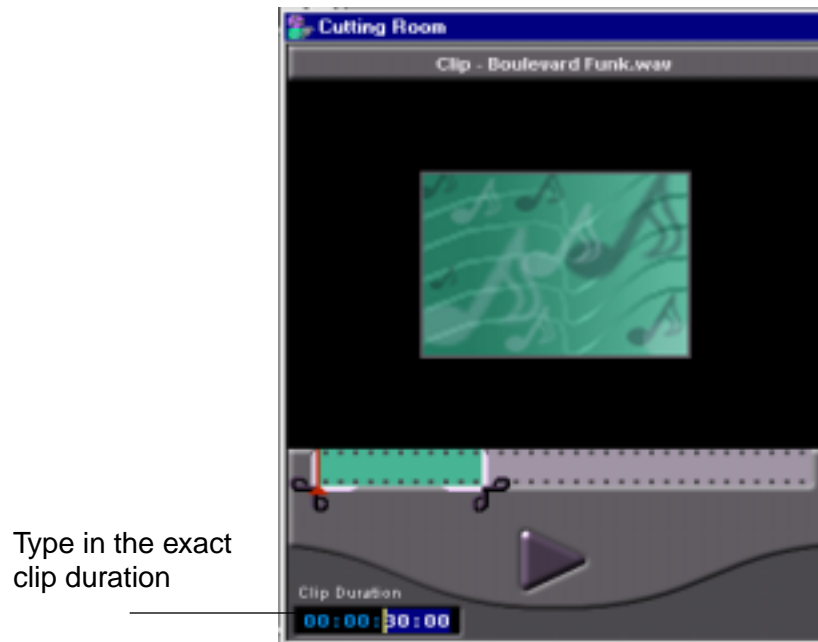 Cutting Room
Clip - Boulevard Funk.wav
Type in the exact
clip duration
Clip Duration
00:00:30:00